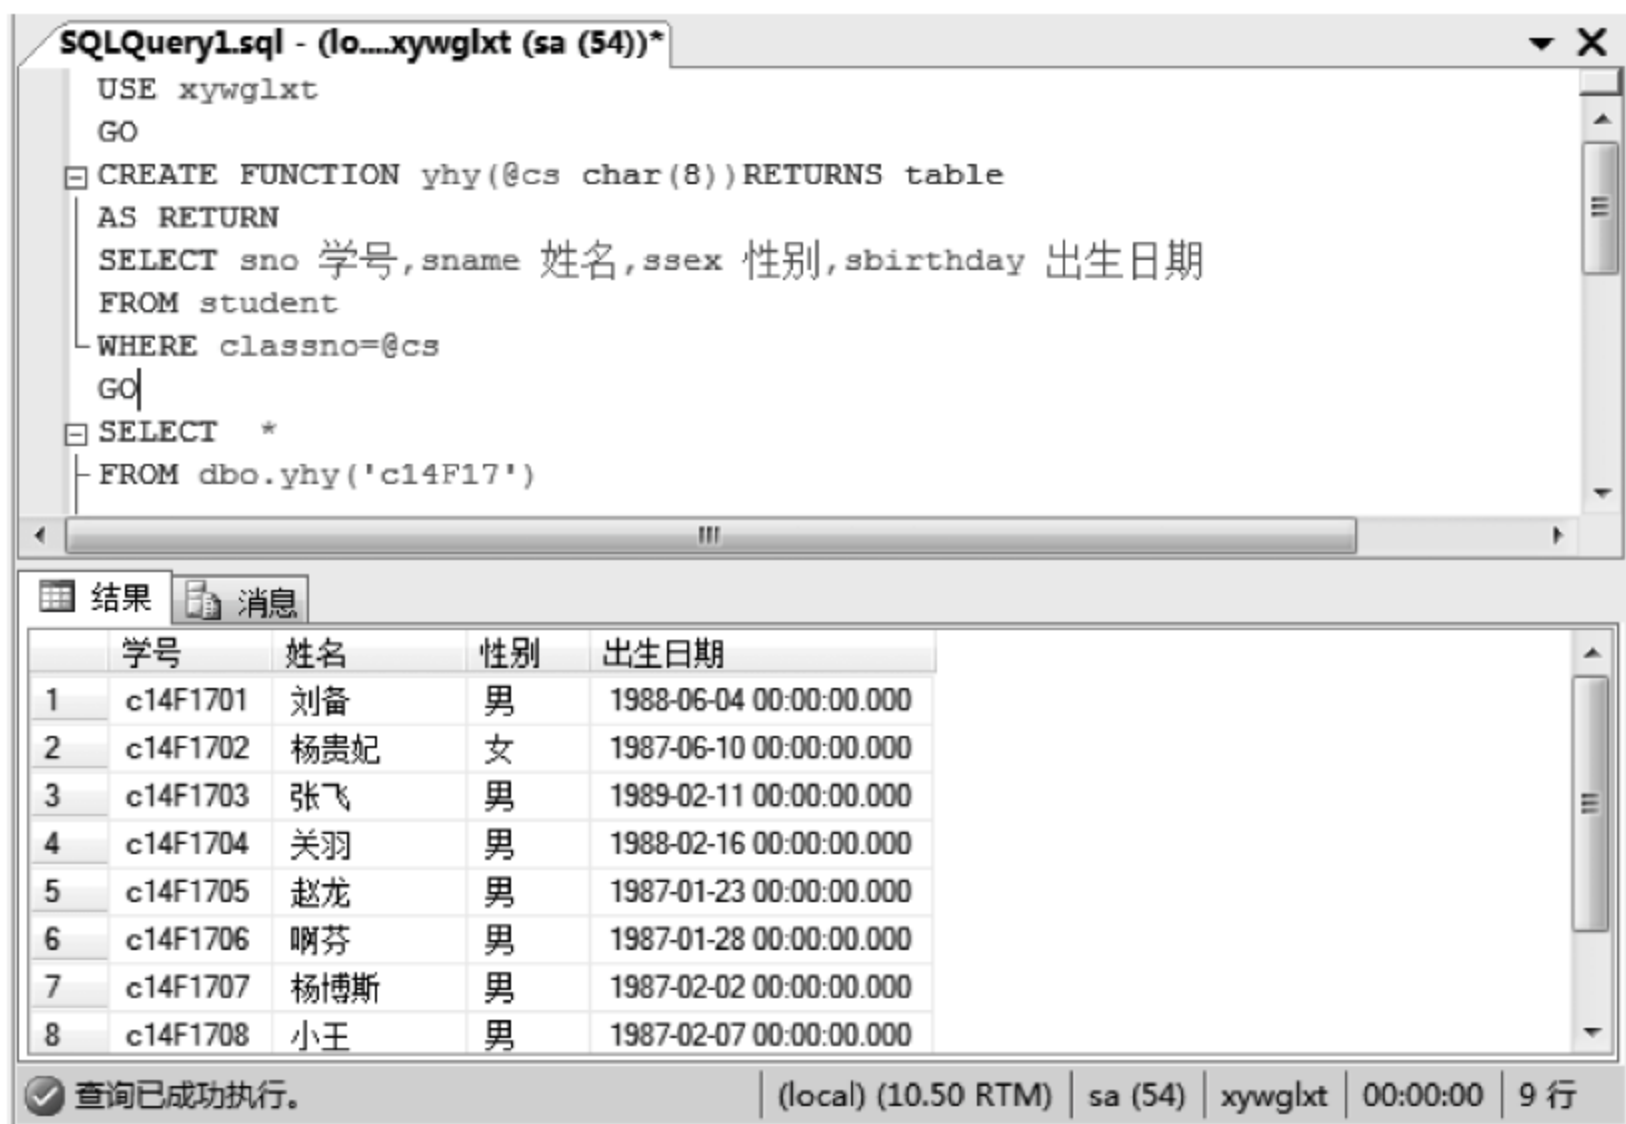 SQLQuery1.sql - (lo....xywglxt (sa (54))*
USE xywglxt
GO
CREATE FUNCTION yhy(@cs char(8))RETURNS table
AS RETURN
SELECT sno 学号,sname 姓名,ssex 性别,sbirthday 出生日期
FROM student
WHERE classno=@cs
GO
SELECT  *
FROM dbo.yhy('c14F17')
结果 消息
学号 姓名 性别 出生日期
1 c14F1701 刘备 男 1988-06-04 00:00:00.000
2 c14F1702 杨贵妃 女 1987-06-10 00:00:00.000
3 c14F1703 张飞 男 1989-02-11 00:00:00.000
4 c14F1704 关羽 男 1988-02-16 00:00:00.000
5 c14F1705 赵龙 男 1987-01-23 00:00:00.000
6 c14F1706 啊芬 男 1987-01-28 00:00:00.000
7 c14F1707 杨博斯 男 1987-02-02 00:00:00.000
8 c14F1708 小王 男 1987-02-07 00:00:00.000
查询已成功执行。 (local) (10.50 RTM) sa (54) xywglxt 00:00:00 9 行